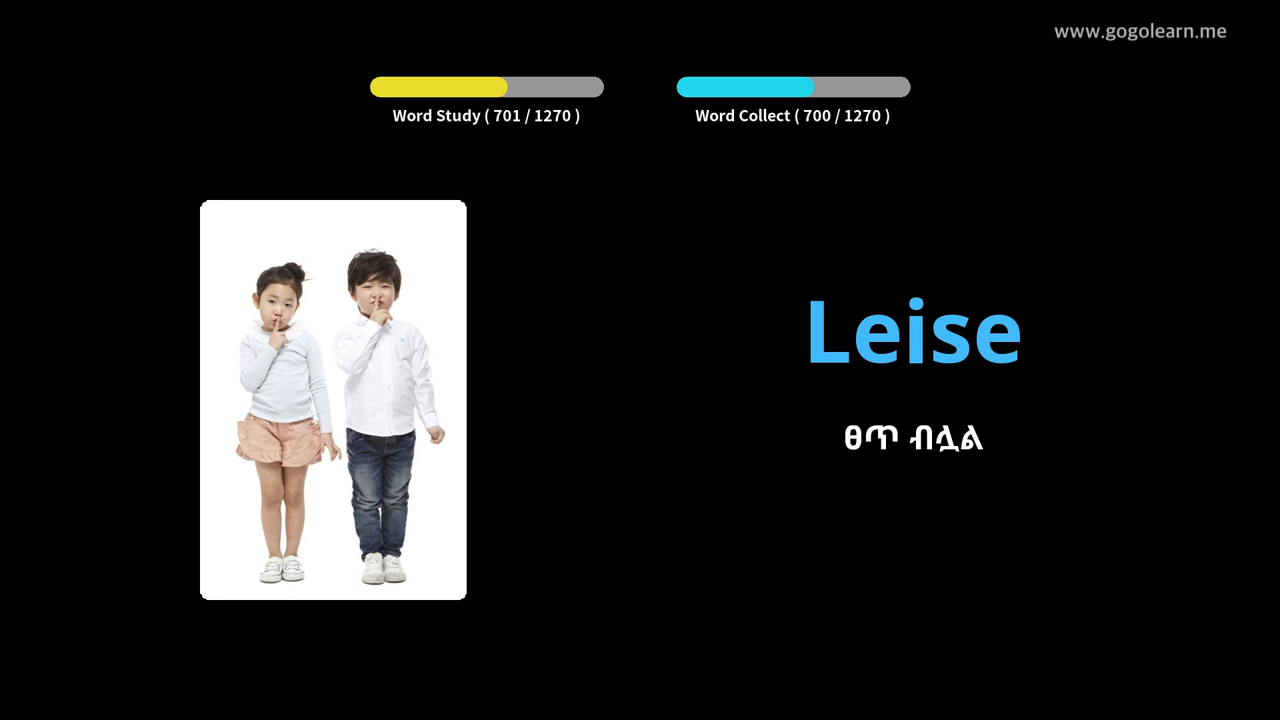 www.gogolearn.me
Word Study ( 701 / 1270 )
Word Collect ( 700 / 1270 )
Leise
ፀጥ ብሏል